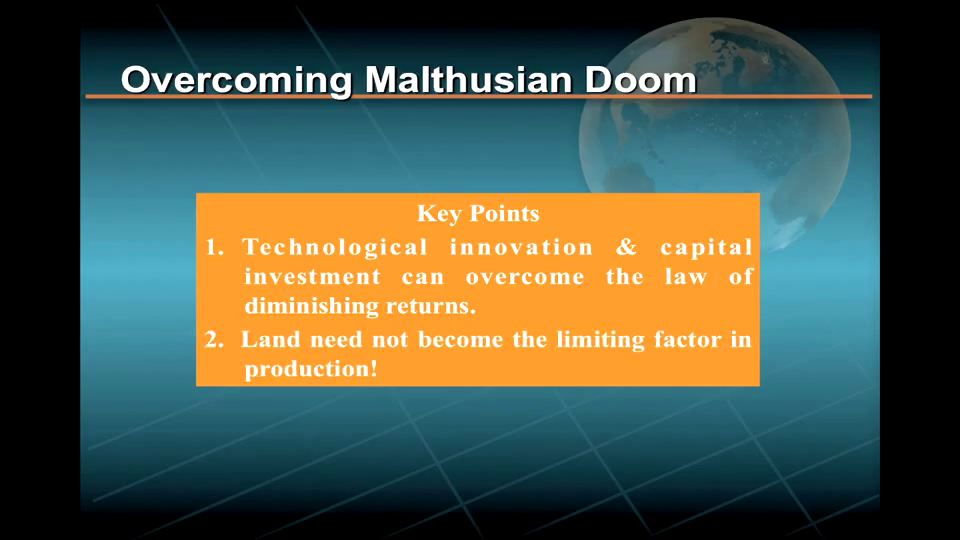 Overcoming Malthusian Doom
Key Points
1. Technological innovation & capital
investment can overcome the law of
diminishing returns.
2. Land need not become the limiting factor in
production!